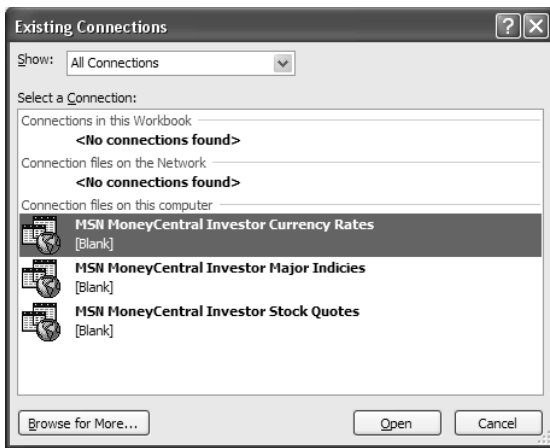 Existing Connections
Show: All Connections
Select a Connection:
Connections in this Workbook
<No connections found>
Connection files on the Network
<No connections found>
Connection files on this computer
MSN MoneyCentral Investor Currency Rates
[Blank]
MSN MoneyCentral Investor Major Indicies
[Blank]
MSN MoneyCentral Investor Stock Quotes
[Blank]
Browse for More... Open Cancel